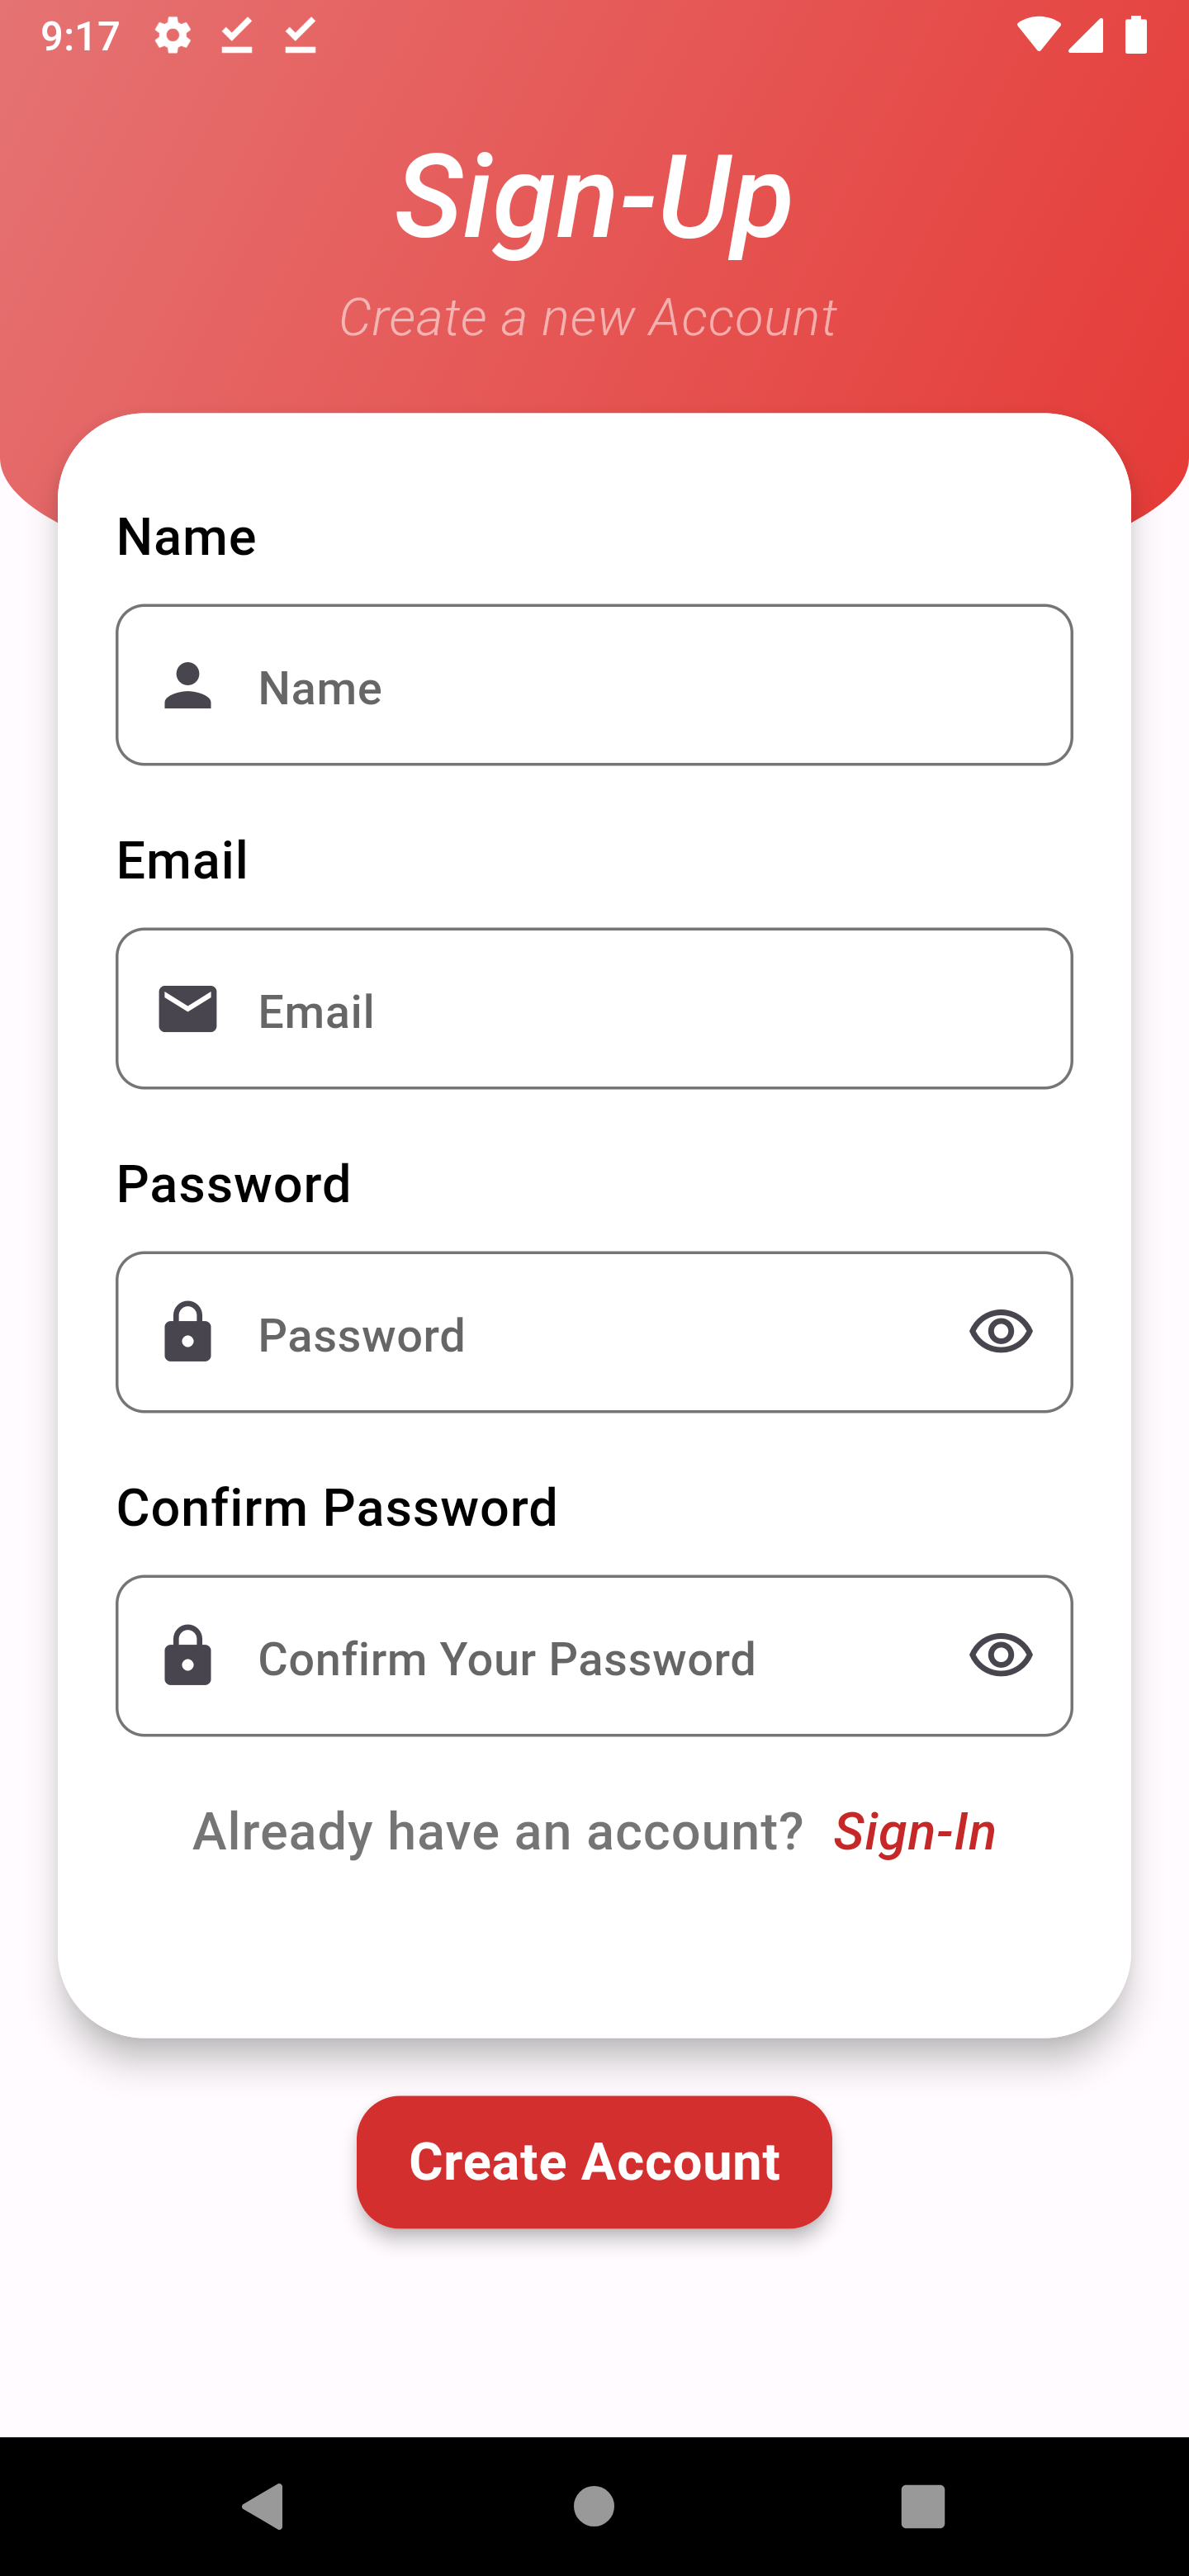 9:17
Sign-Up
Create a new Account
Name
Name
Email
Email
Password
Password
Confirm Password
Confirm Your Password
Already have an account? Sign-In
Create Account